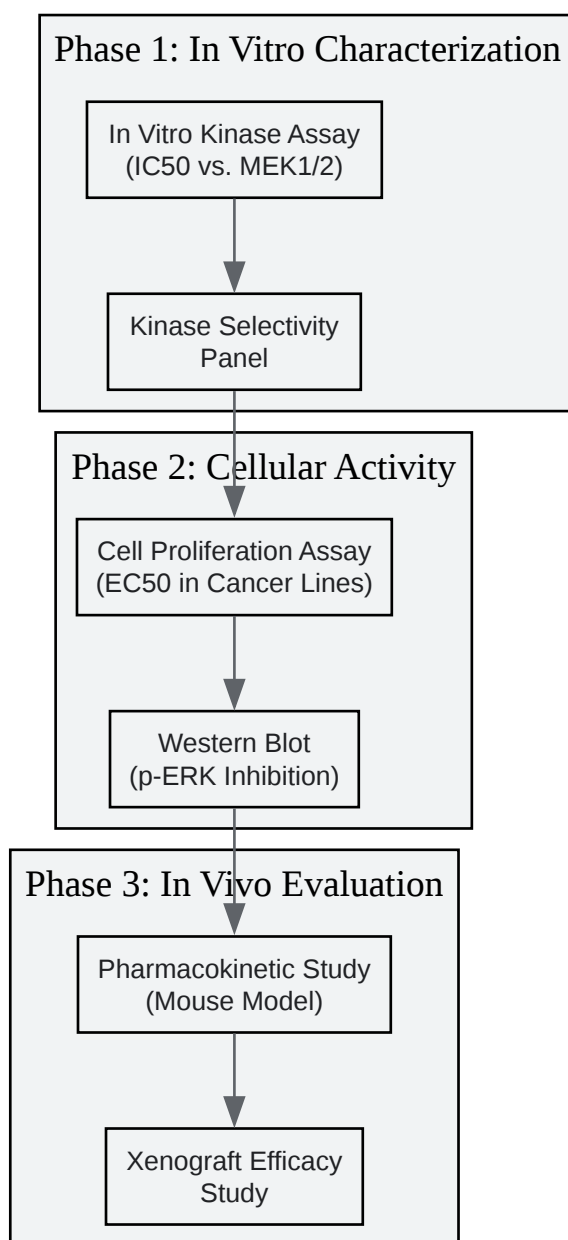 Phase 1: In Vitro Characterization
In Vitro Kinase Assay
(IC50 vs. MEK1/2)
Kinase Selectivity
Panel
Phase 2: Cellular Activity
Cell Proliferation Assay
(EC50 in Cancer Lines)
Western Blot
(p-ERK Inhibition)
Phase 3: In Vivo Evaluation
Pharmacokinetic Study
(Mouse Model)
Xenograft Efficacy
Study